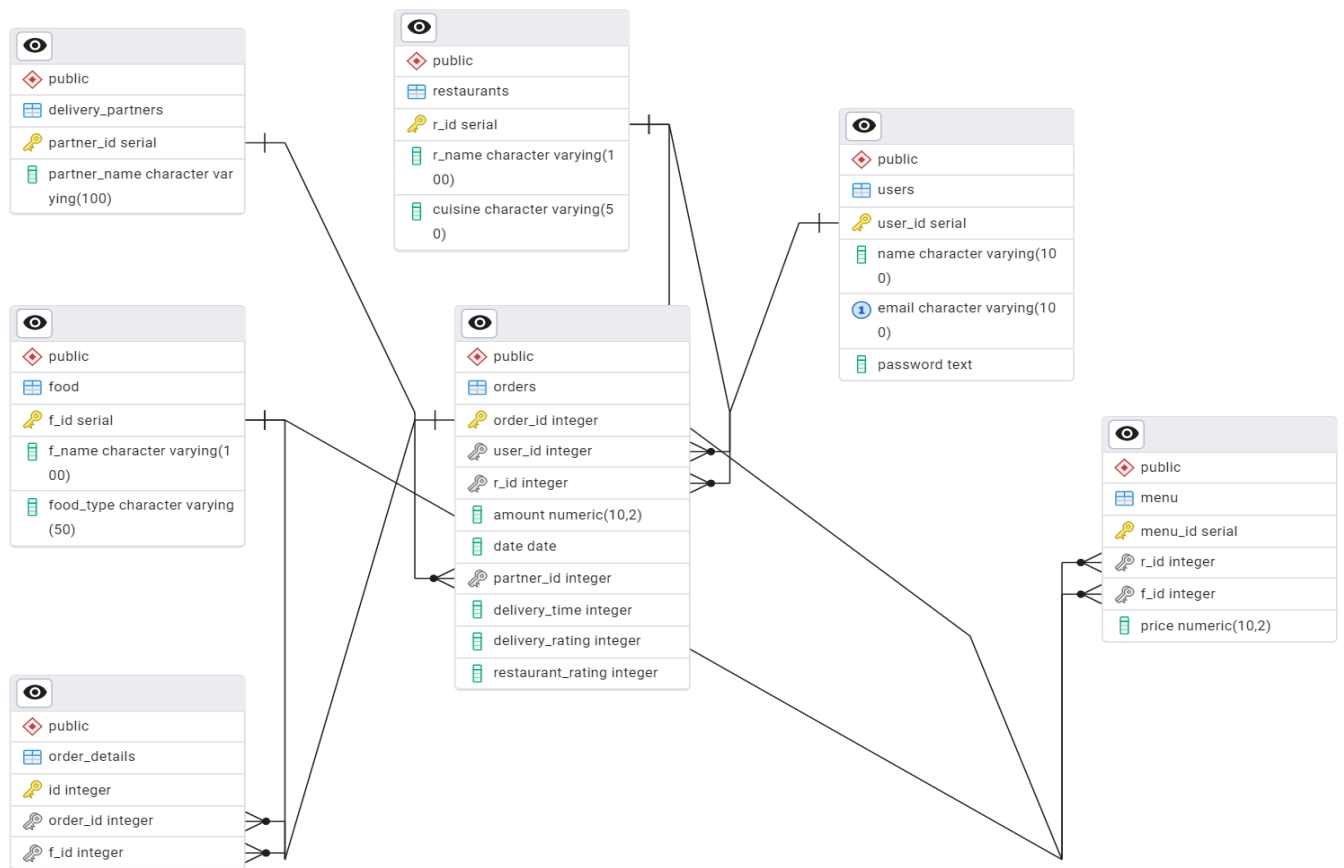 public
delivery_partners
partner_id serial
partner_name character var
ying(100)
public
restaurants
r_id serial
r_name character varying(1
00)
cuisine character varying(5
0)
public
users
user_id serial
name character varying(10
0)
1
email character varying(10
0)
password text
public
food
f_id serial
f_name character varying(1
00)
food_type character varying
(50)
public
orders
order_id integer
user_id integer
r_id integer
amount numeric(10,2)
date date
partner_id integer
delivery_time integer
delivery_rating integer
restaurant_rating integer
public
menu
menu_id serial
r_id integer
f_id integer
price numeric(10,2)
public
order_details
id integer
order_id integer
f_id integer